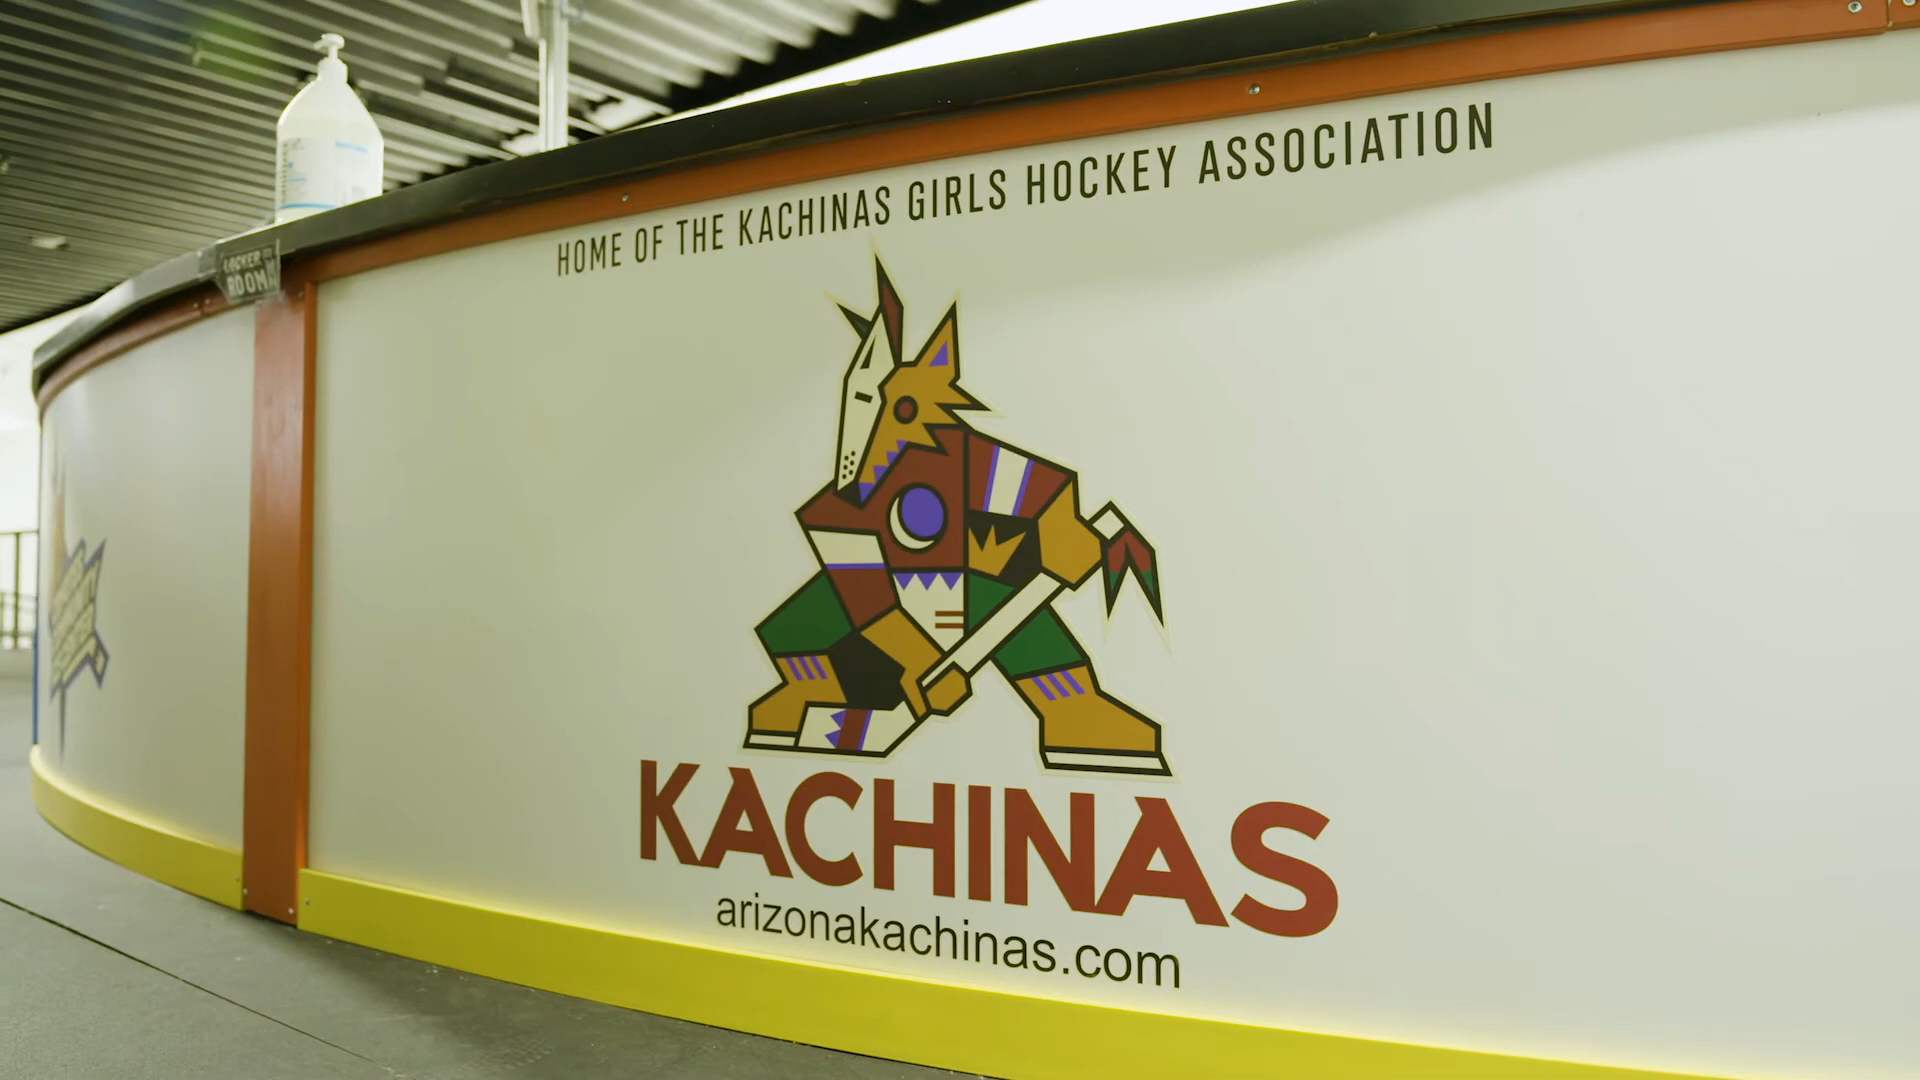 HOME OF THE KACHINAS GIRLS HOCKEY ASSOCIATION
LOCKER
ROOM
KACHINAS
arizonakachinas.com